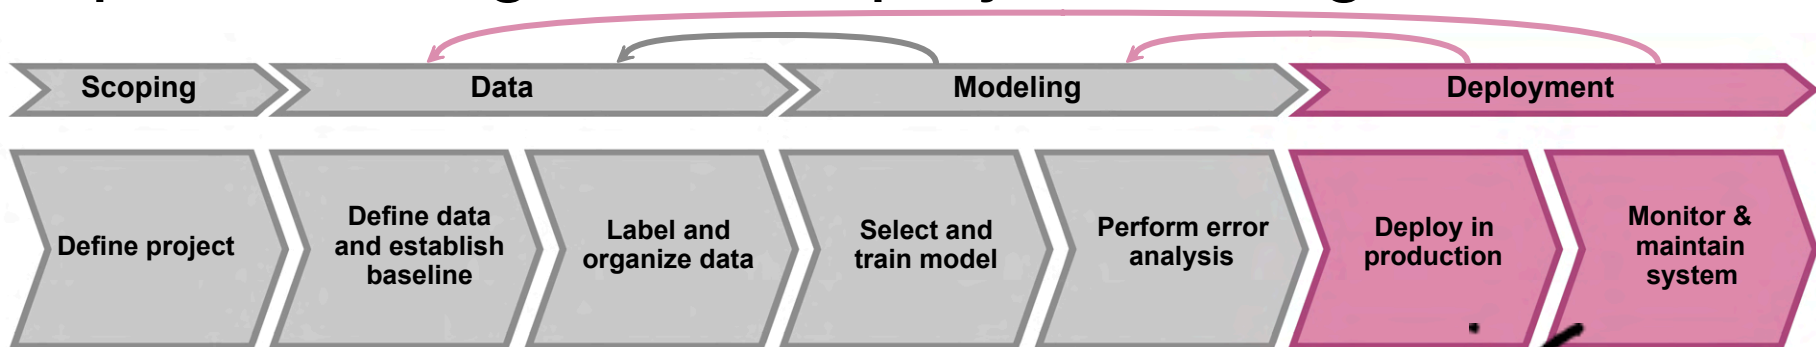 Scoping
Data
Modeling
Deployment
Define project
Define data
and establish
baseline
Label and
organize data
Select and
train model
Perform error
analysis
Deploy in
production
Monitor &
maintain
system